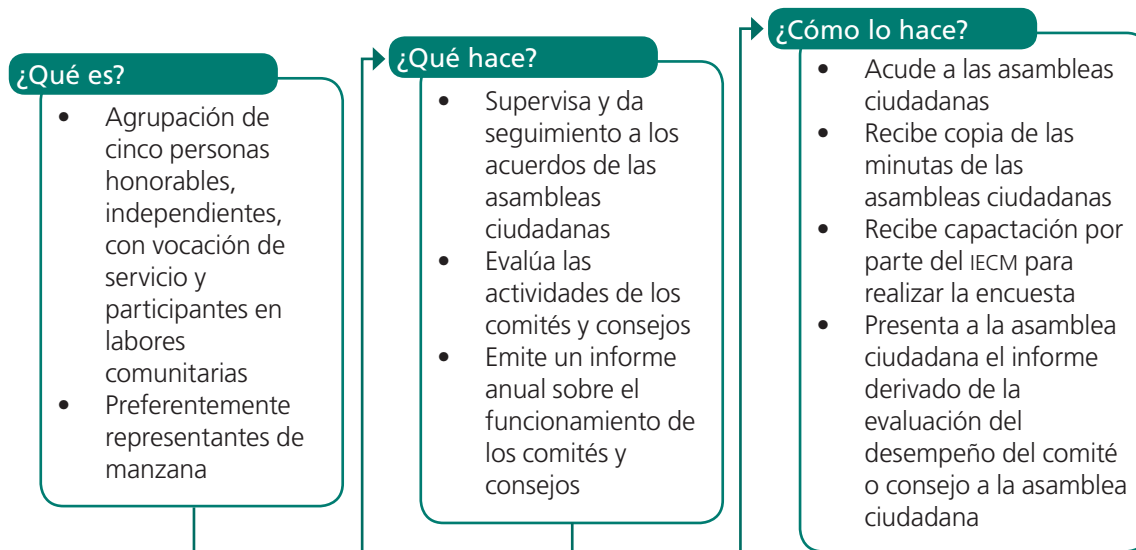 ¿Qué es?
• Agrupación de
cinco personas
honorables,
independientes,
con vocación de
servicio y
participantes en
labores
comunitarias
• Preferentemente
representantes de
manzana
¿Qué hace?
• Supervisa y da
seguimiento a los
acuerdos de las
asambleas
ciudadanas
• Evalúa las
actividades de los
comités y consejos
• Emite un informe
anual sobre el
funcionamiento de
los comités y
consejos
¿Cómo lo hace?
• Acude a las asambleas
ciudadanas
• Recibe copia de las
minutas de las
asambleas ciudadanas
• Recibe capactación por
parte del IECM para
realizar la encuesta
• Presenta a la asamblea
ciudadana el informe
derivado de la
evaluación del
desempeño del comité
o consejo a la asamblea
ciudadana